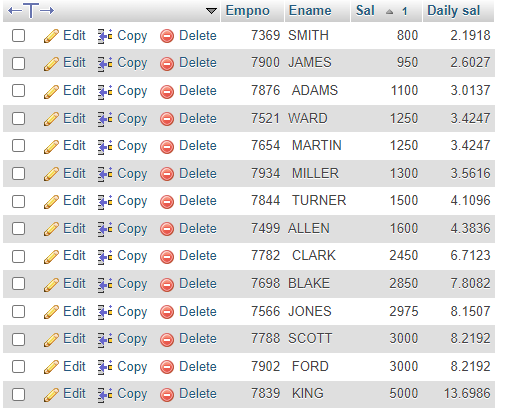 Empno Ename Sal 1 Daily sal
Edit Copy Delete 7369 SMITH 800 2.1918
Edit Copy Delete 7900 JAMES 950 2.6027
Edit Copy Delete 7876 ADAMS 1100 3.0137
Edit Copy Delete 7521 WARD 1250 3.4247
Edit Copy Delete 7654 MARTIN 1250 3.4247
Edit Copy Delete 7934 MILLER 1300 3.5616
Edit Copy Delete 7844 TURNER 1500 4.1096
Edit Copy Delete 7499 ALLEN 1600 4.3836
Edit Copy Delete 7782 CLARK 2450 6.7123
Edit Copy Delete 7698 BLAKE 2850 7.8082
Edit Copy Delete 7566 JONES 2975 8.1507
Edit Copy Delete 7788 SCOTT 3000 8.2192
Edit Copy Delete 7902 FORD 3000 8.2192
Edit Copy Delete 7839 KING 5000 13.6986